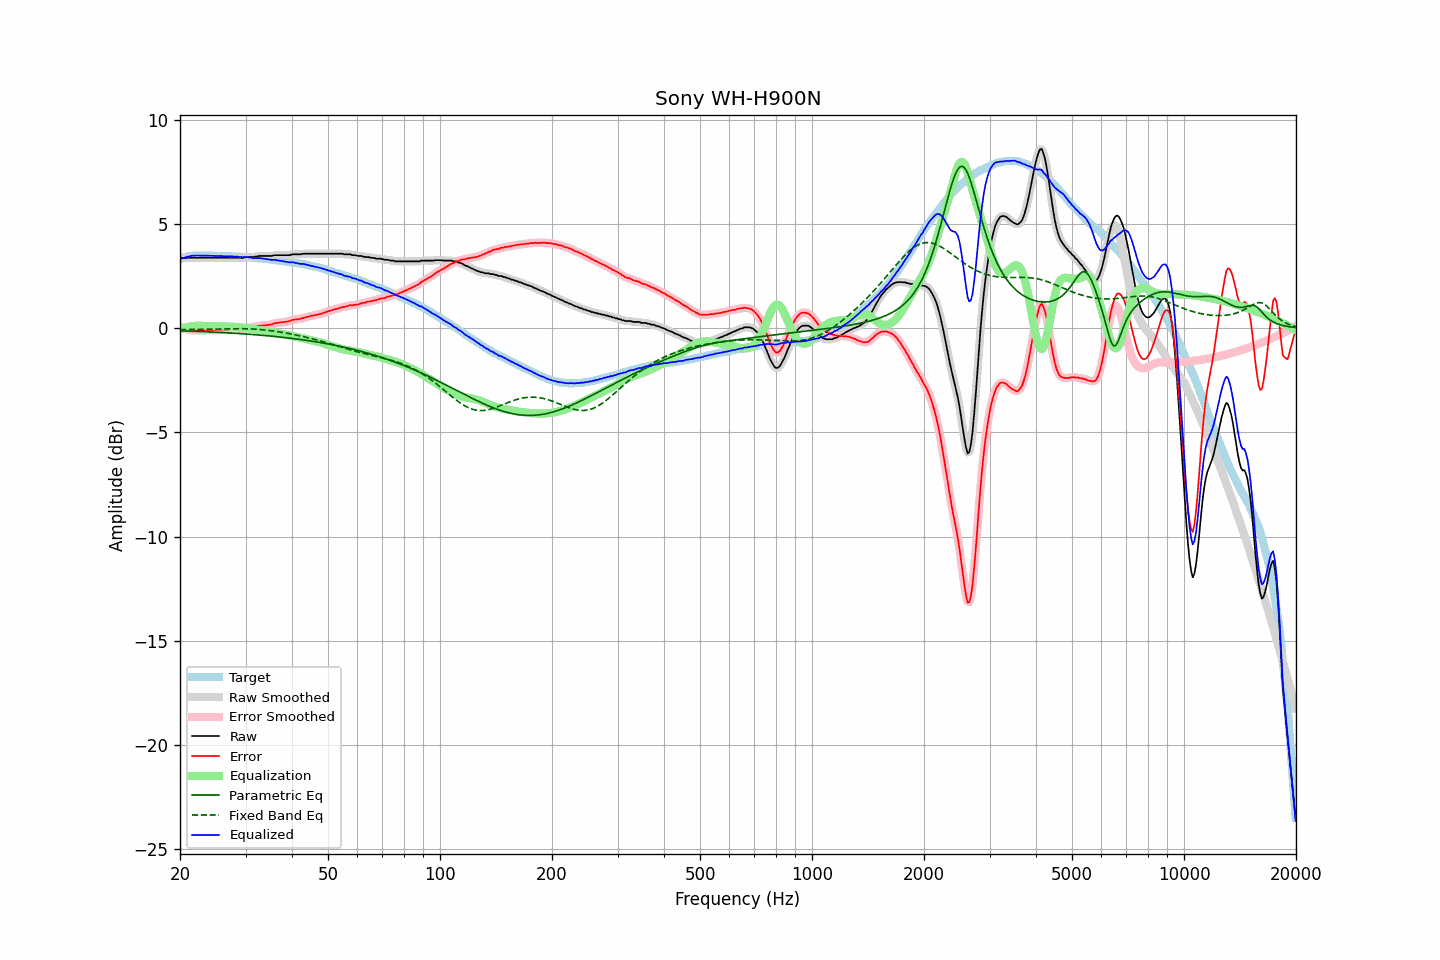 Sony WH-H900N
10
5
0
−5
−10
−15
−20
−25
Amplitude (dBr)
Target
Raw Smoothed
Error Smoothed
Raw
Error
Equalization
Parametric Eq
Fixed Band Eq
Equalized
20 50 100 200 500 1000 2000 5000 10000 20000
Frequency (Hz)